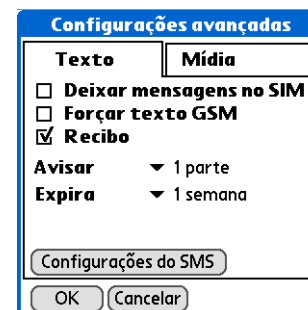 Configurações avançadas
Texto Mídia
Deixar mensagens no SIM
Forçar texto GSM
Recibo
Avisar 1 parte
Expira 1 semana
Configurações do SMS
OK Cancelar